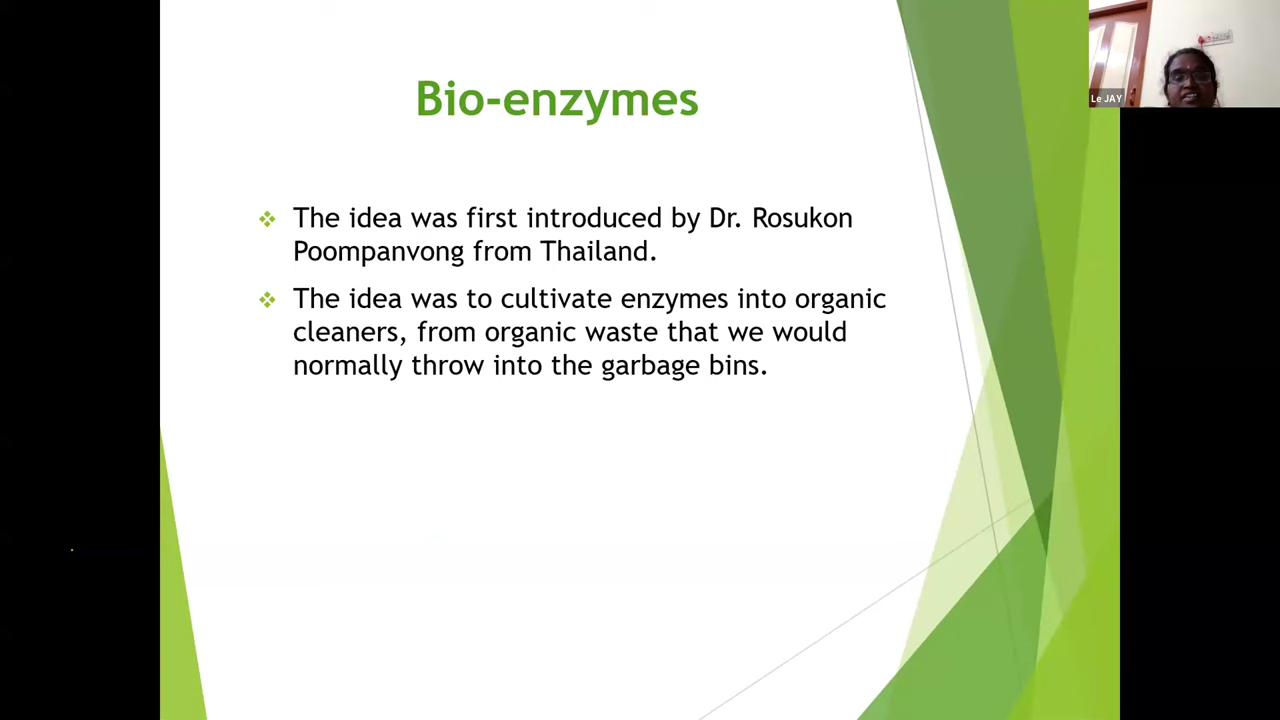 Bio-enzymes
The idea was first introduced by Dr. Rosukon
Poompanvong from Thailand.
The idea was to cultivate enzymes into organic
cleaners, from organic waste that we would
normally throw into the garbage bins.
Le JAY